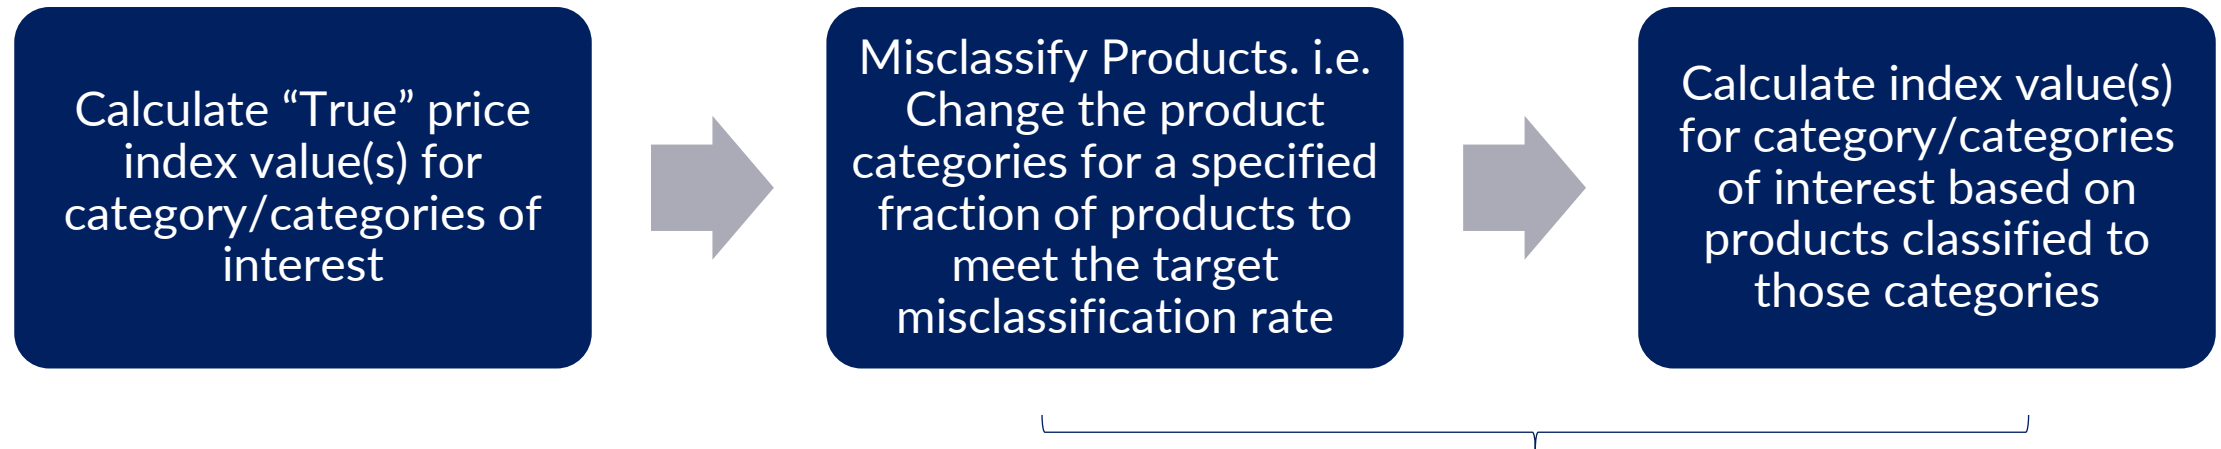 Calculate “True” price
index value(s) for
category/categories of
interest
Misclassify Products. i.e.
Change the product
categories for a specified
fraction of products to
meet the target
misclassification rate
Calculate index value(s)
for category/categories
of interest based on
products classified to
those categories